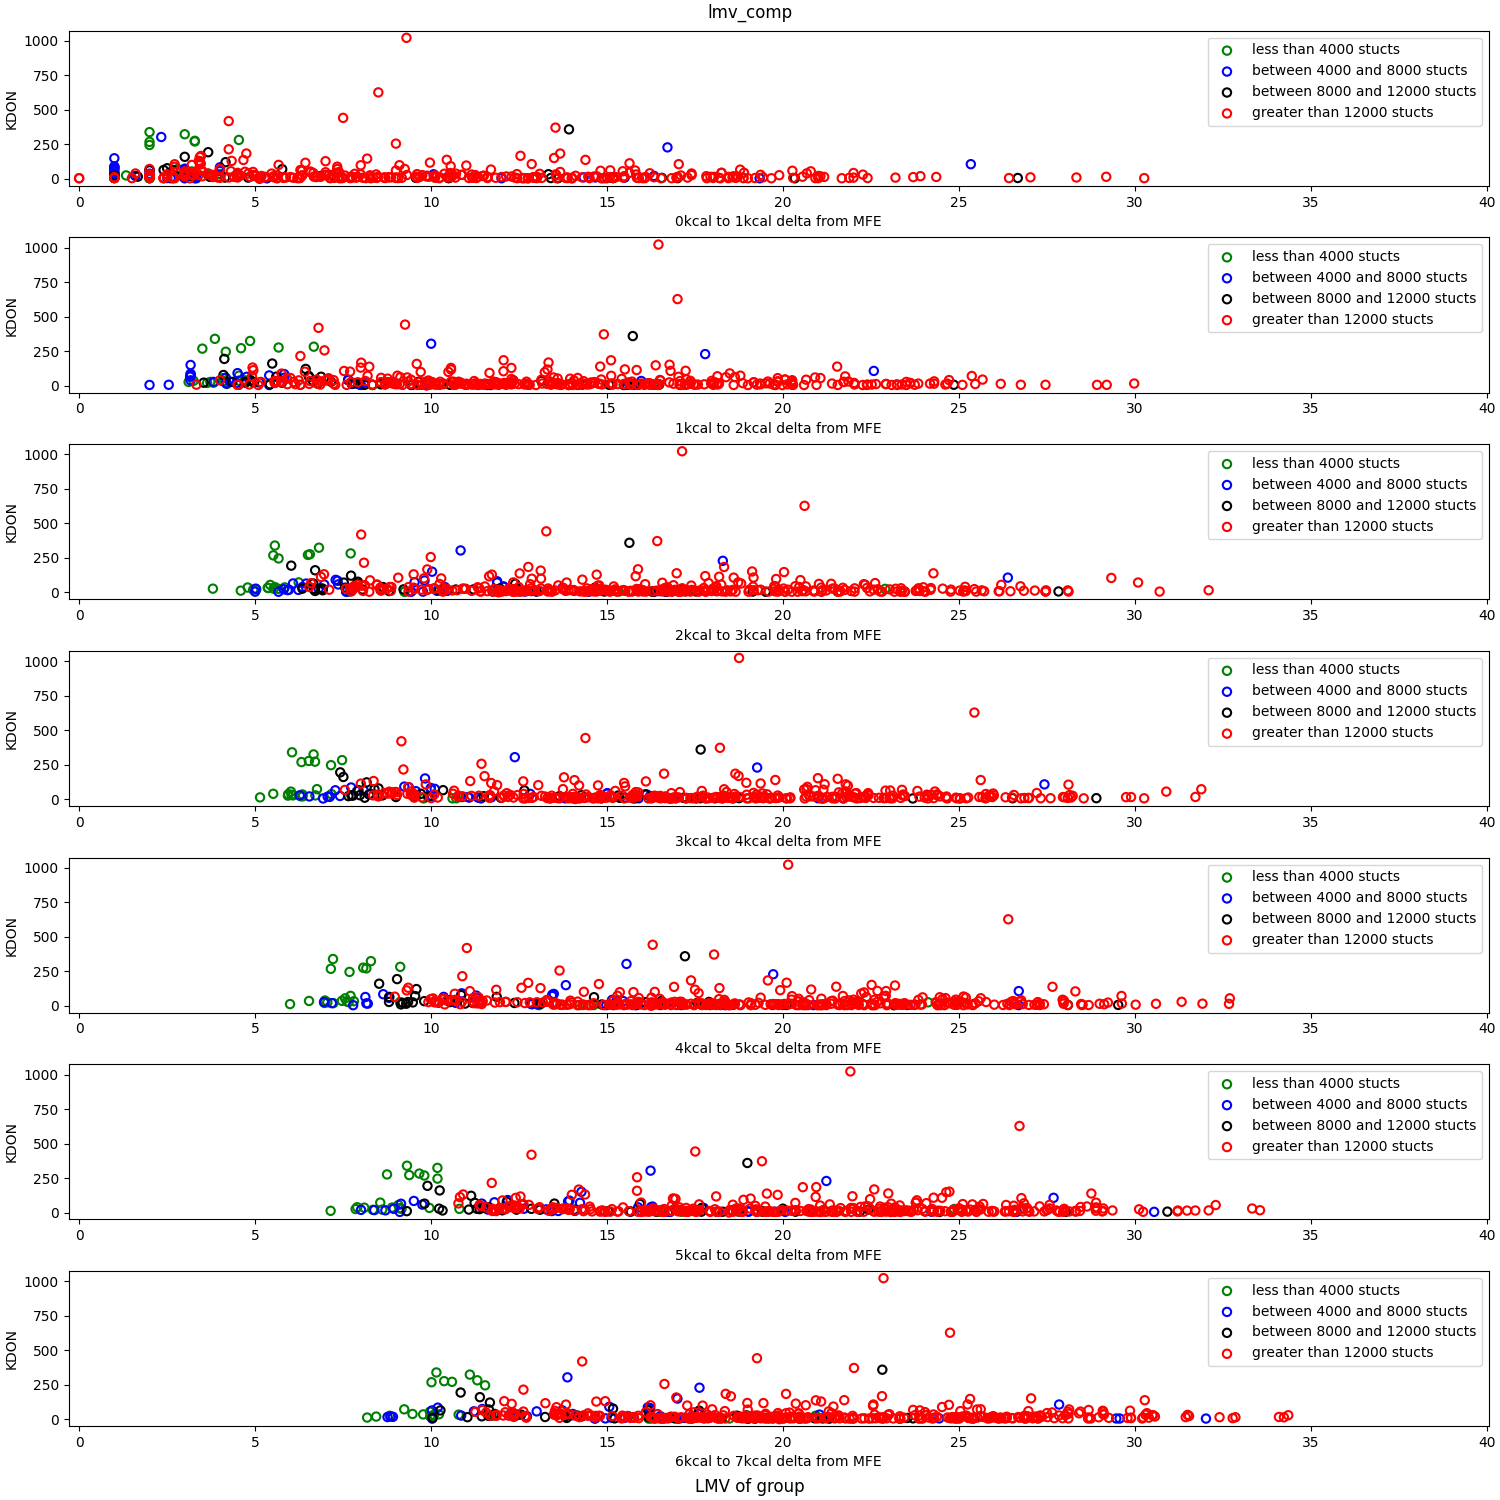 lmv_comp
1000
750
500
250
0
KDON
less than 4000 stucts
between 4000 and 8000 stucts
between 8000 and 12000 stucts
greater than 12000 stucts
0 5 10 15 20 25 30 35 40
0kcal to 1kcal delta from MFE
1000
750
500
250
0
KDON
less than 4000 stucts
between 4000 and 8000 stucts
between 8000 and 12000 stucts
greater than 12000 stucts
0 5 10 15 20 25 30 35 40
1kcal to 2kcal delta from MFE
1000
750
500
250
0
KDON
less than 4000 stucts
between 4000 and 8000 stucts
between 8000 and 12000 stucts
greater than 12000 stucts
0 5 10 15 20 25 30 35 40
2kcal to 3kcal delta from MFE
1000
750
500
250
0
KDON
less than 4000 stucts
between 4000 and 8000 stucts
between 8000 and 12000 stucts
greater than 12000 stucts
0 5 10 15 20 25 30 35 40
3kcal to 4kcal delta from MFE
1000
750
500
250
0
KDON
less than 4000 stucts
between 4000 and 8000 stucts
between 8000 and 12000 stucts
greater than 12000 stucts
0 5 10 15 20 25 30 35 40
4kcal to 5kcal delta from MFE
1000
750
500
250
0
KDON
less than 4000 stucts
between 4000 and 8000 stucts
between 8000 and 12000 stucts
greater than 12000 stucts
0 5 10 15 20 25 30 35 40
5kcal to 6kcal delta from MFE
1000
750
500
250
0
KDON
less than 4000 stucts
between 4000 and 8000 stucts
between 8000 and 12000 stucts
greater than 12000 stucts
0 5 10 15 20 25 30 35 40
6kcal to 7kcal delta from MFE
LMV of group